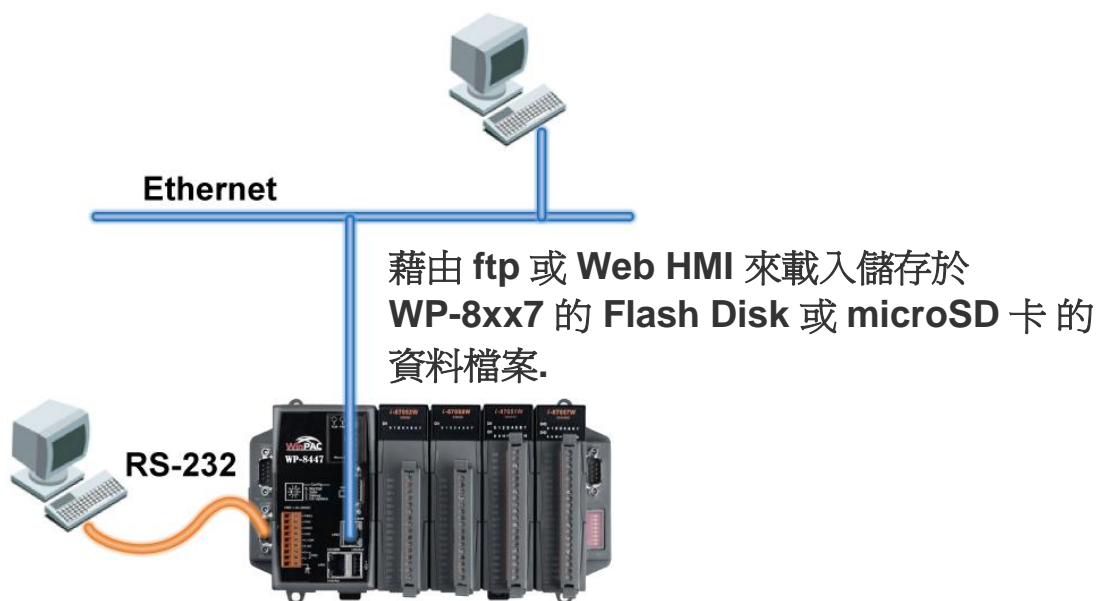 Ethernet
藉由 ftp 或 Web HMI 來載入儲存於
WP-8xx7 的 Flash Disk 或 microSD 卡 的
資料檔案.
RS-232
WinPAC
WP-8447